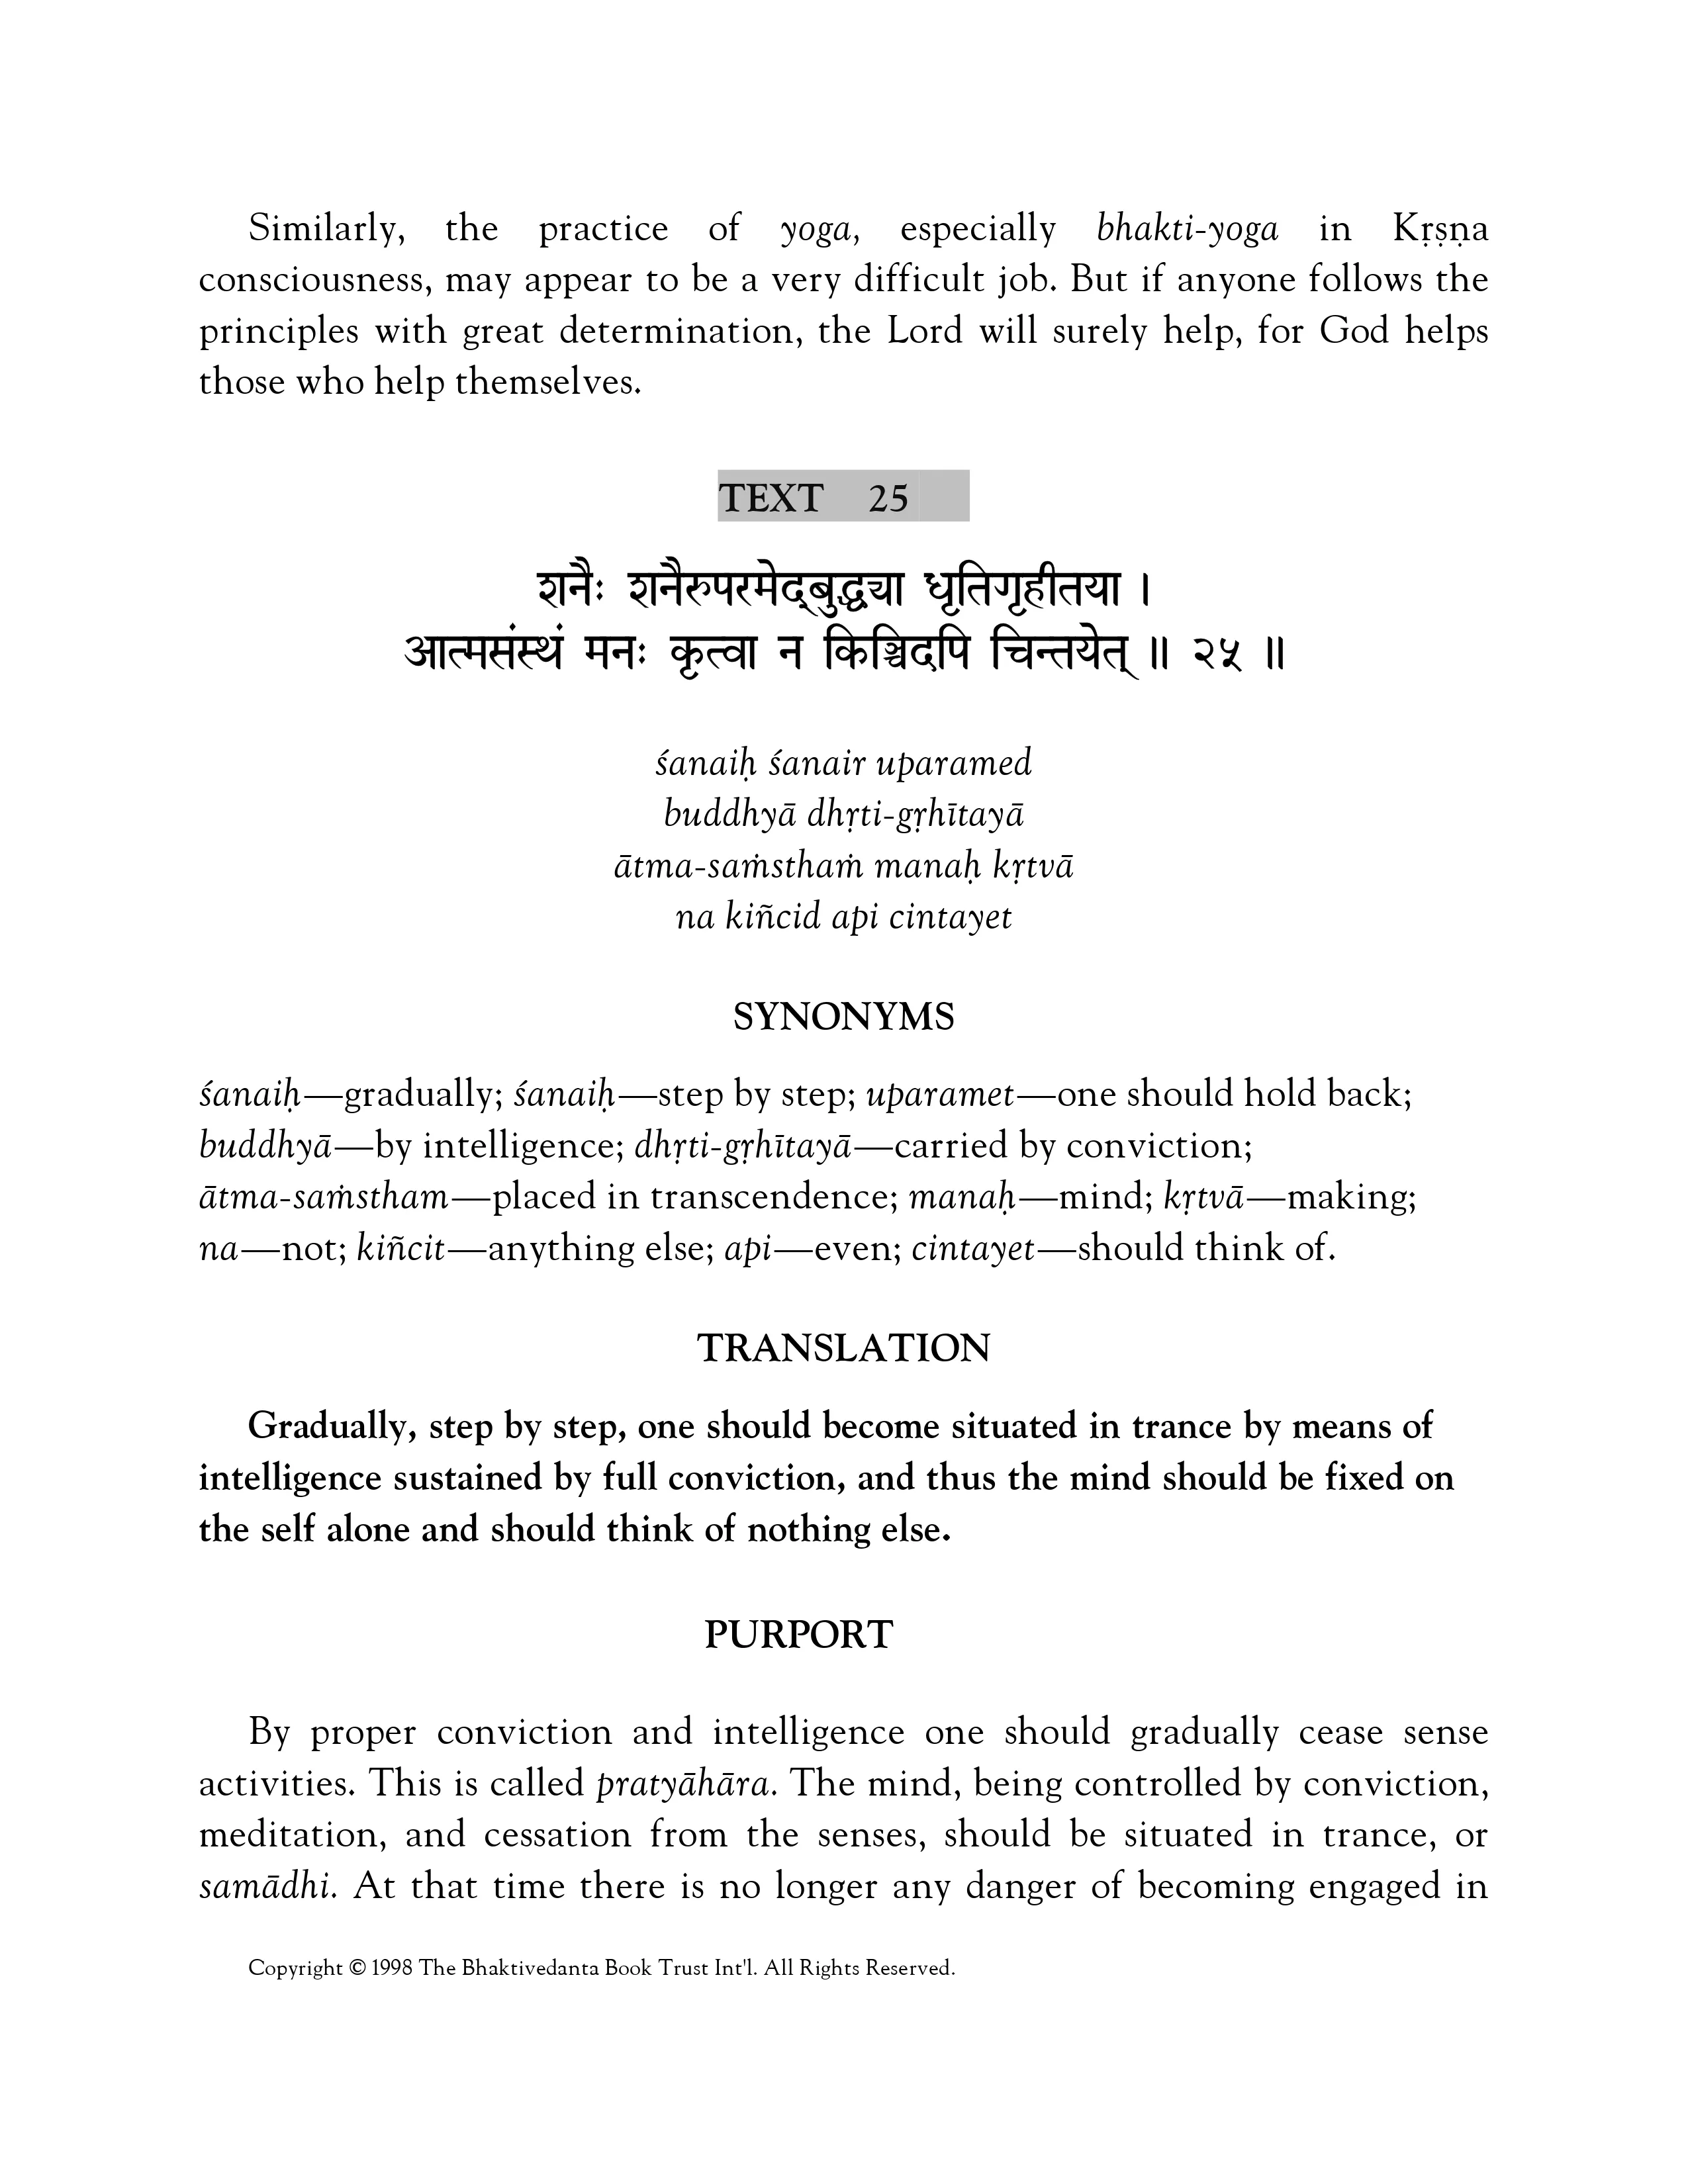 Similarly, the practice of yoga, especially bhakti-yoga in Kṛṣṇa
consciousness, may appear to be a very difficult job. But if anyone follows the
principles with great determination, the Lord will surely help, for God helps
those who help themselves.
TEXT 25
शनैः शनैरुपरमेद्बुद्ध्या धृतिगृहीतया ।
आत्मसंस्थं मनः कृत्वा न किञ्चिदपि चिन्तयेत् ॥ २५ ॥
śanaiḥ śanair uparamed
buddhyā dhṛti-gṛhītayā
ātma-saṁsthaṁ manaḥ kṛtvā
na kiñcid api cintayet
SYNONYMS
śanaiḥ—gradually; śanaiḥ—step by step; uparamet—one should hold back;
buddhyā—by intelligence; dhṛti-gṛhītayā—carried by conviction;
ātma-saṁstham—placed in transcendence; manaḥ—mind; kṛtvā—making;
na—not; kiñcit—anything else; api—even; cintayet—should think of.
TRANSLATION
Gradually, step by step, one should become situated in trance by means of
intelligence sustained by full conviction, and thus the mind should be fixed on
the self alone and should think of nothing else.
PURPORT
By proper conviction and intelligence one should gradually cease sense
activities. This is called pratyāhāra. The mind, being controlled by conviction,
meditation, and cessation from the senses, should be situated in trance, or
samādhi. At that time there is no longer any danger of becoming engaged in
Copyright © 1998 The Bhaktivedanta Book Trust Int'l. All Rights Reserved.